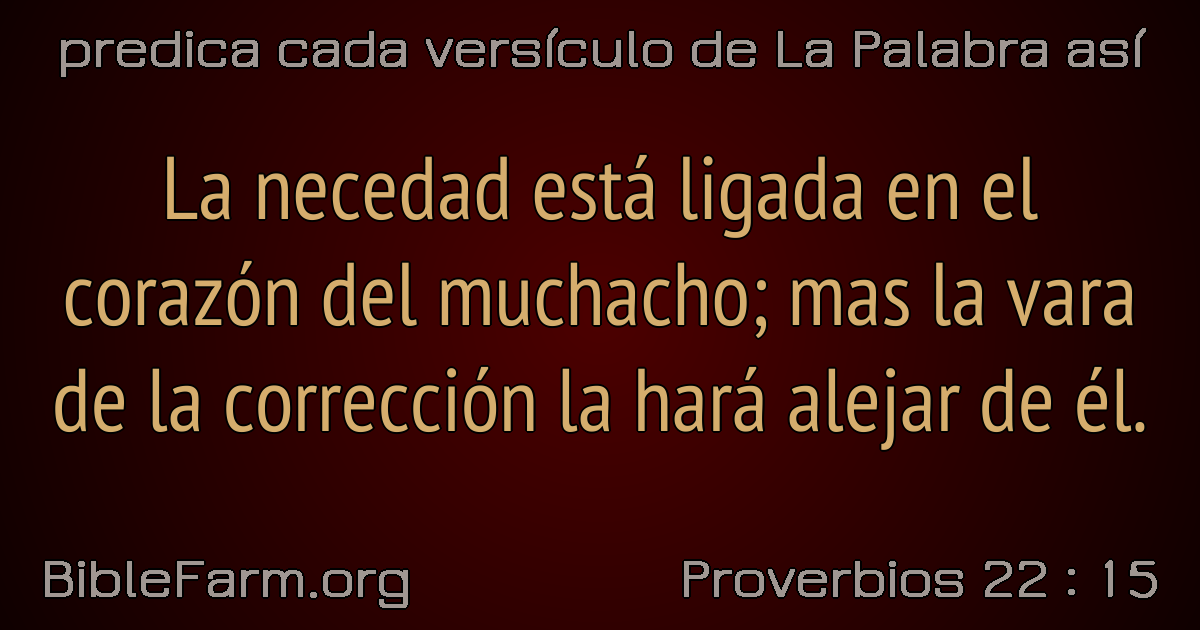 predica cada versículo de La Palabra así
La necedad está ligada en el
corazón del muchacho; mas la vara
de la corrección la hará alejar de él.
BibleFarm.org
Proverbios 22 : 15